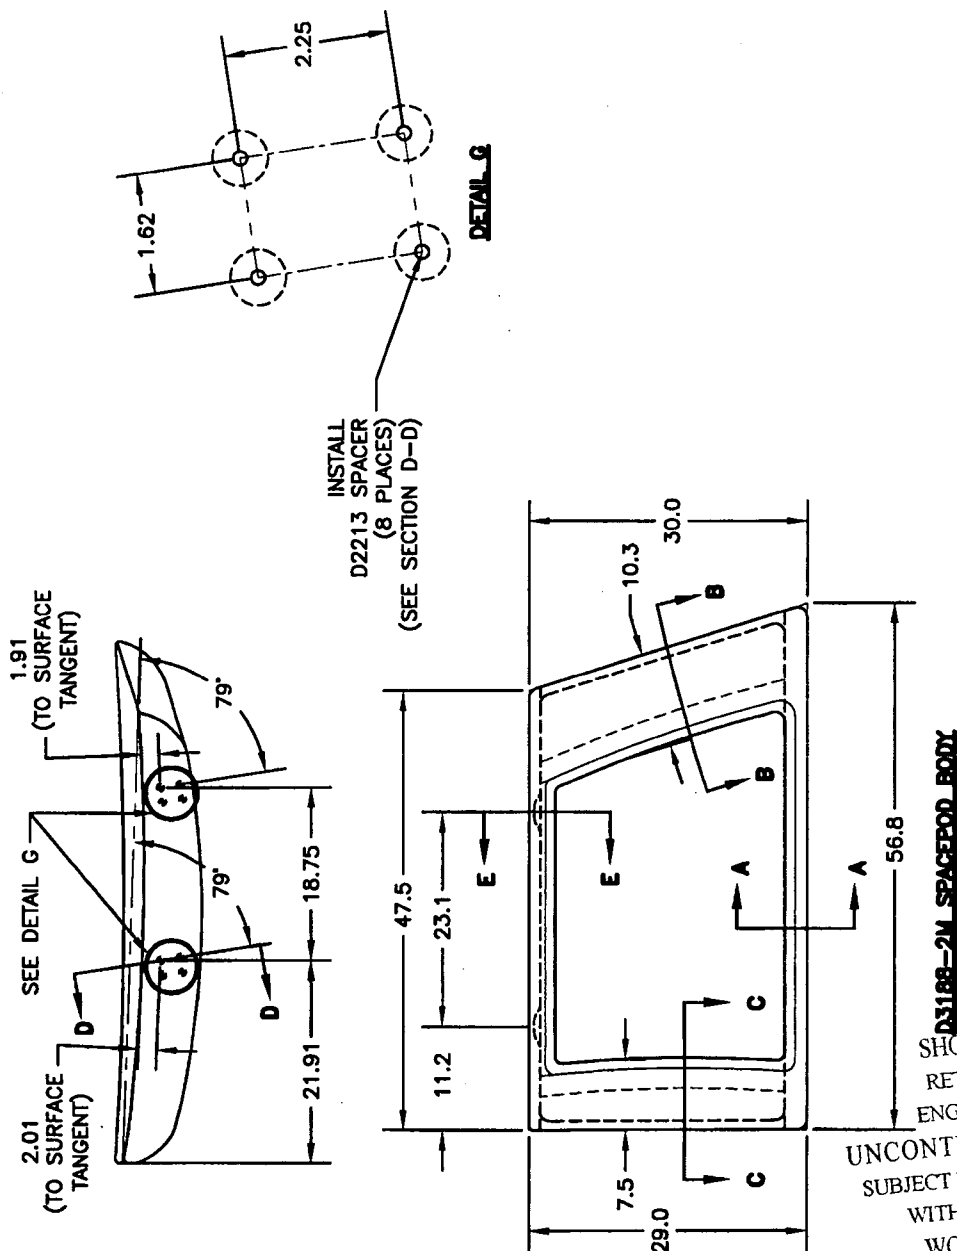 2.25
1.62
DETAIL G
INSTALL
D2213 SPACER
(8 PLACES)
(SEE SECTION D-D)
1.91
(TO SURFACE
TANGENT)
SEE DETAIL G
79°
79°
18.75
21.91
D
D
2.01
(TO SURFACE
TANGENT)
47.5
23.1
11.2
E
E
10.3
30.0
B
B
A
A
C
C
7.5
29.0
56.8
D3188-2M SPACEPOD BODY
UNCONT
SUBJECT
WITH